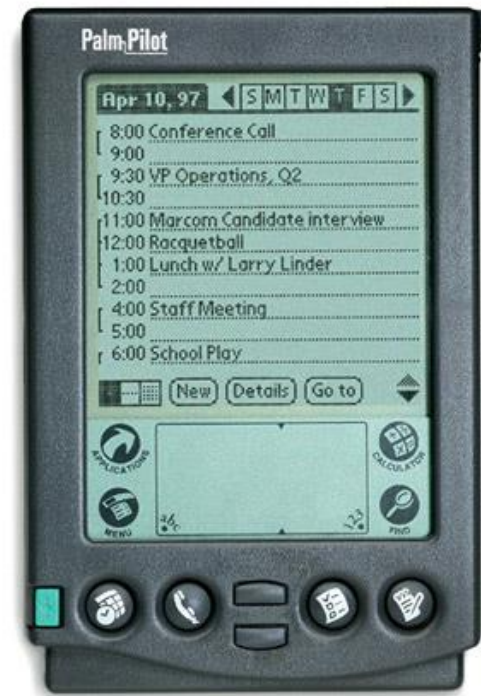 PalmPilot
Apr 10, 97 S M T W T F S
8:00 Conference Call
9:00
9:30 VP Operations, Q2
10:30
11:00 Marcom Candidate interview
12:00 Racquetball
1:00 Lunch w/ Larry Linder
2:00
4:00 Staff Meeting
5:00
6:00 School Play
New Details Go to
APPLICATIONS CALCULATOR
MENU abc 123 FIND